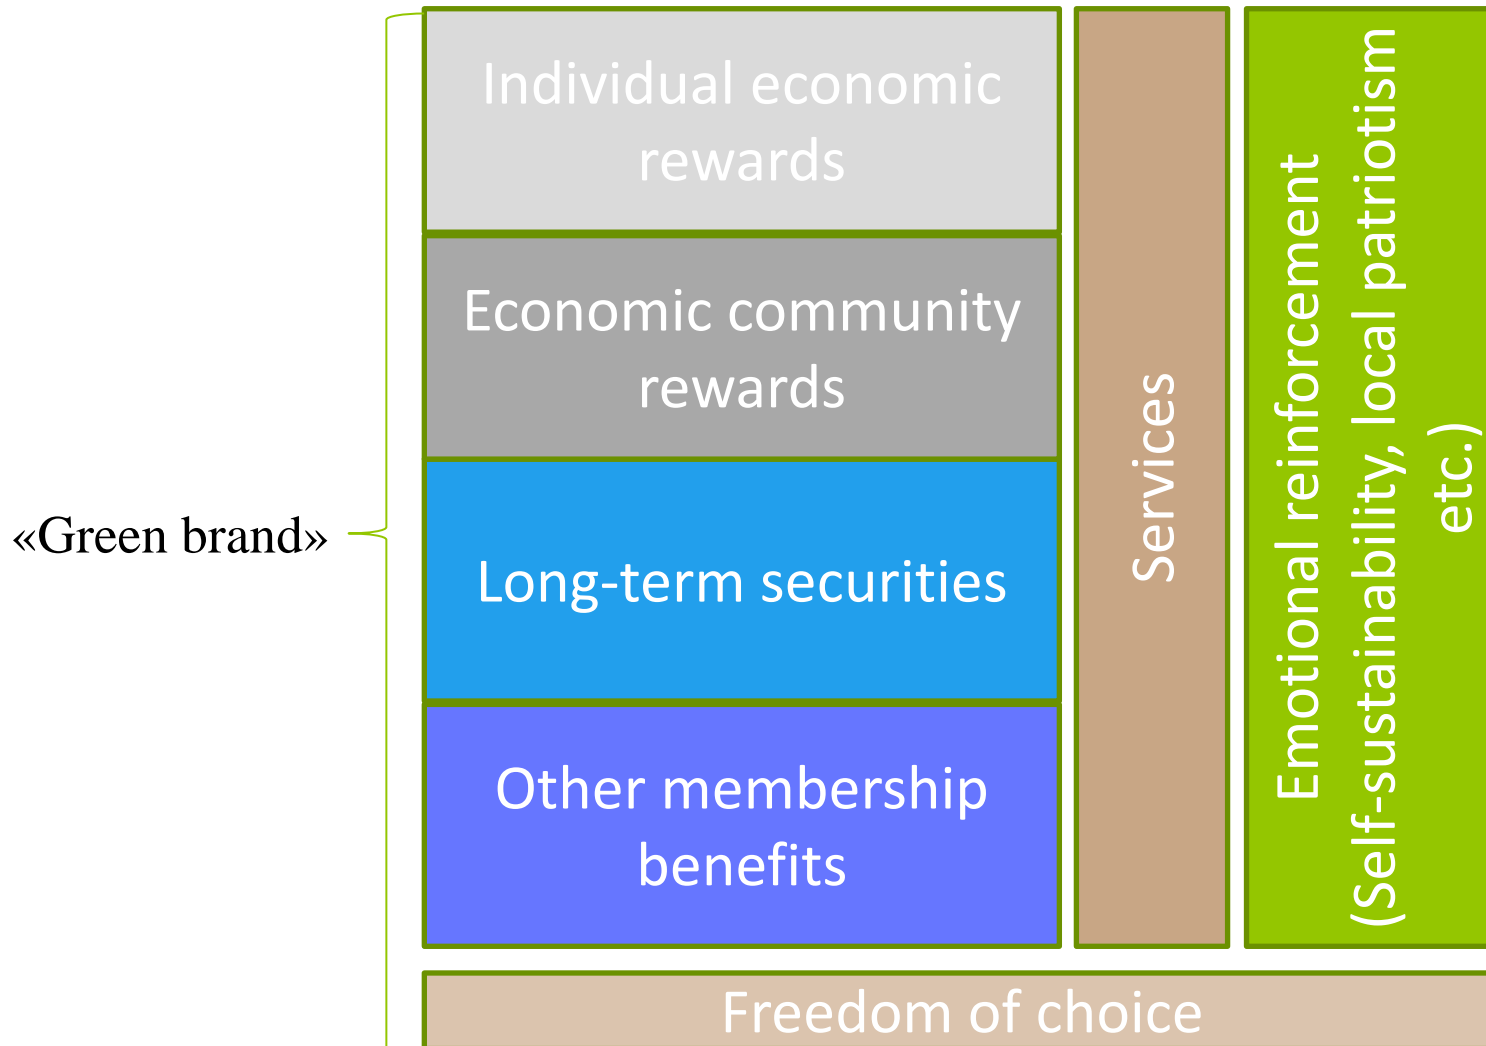 «Green brand»
Individual economic
rewards
Economic community
rewards
Long-term securities
Other membership
benefits
Services
Emotional reinforcement
(Self-sustainability, local patriotism
etc.)
Freedom of choice